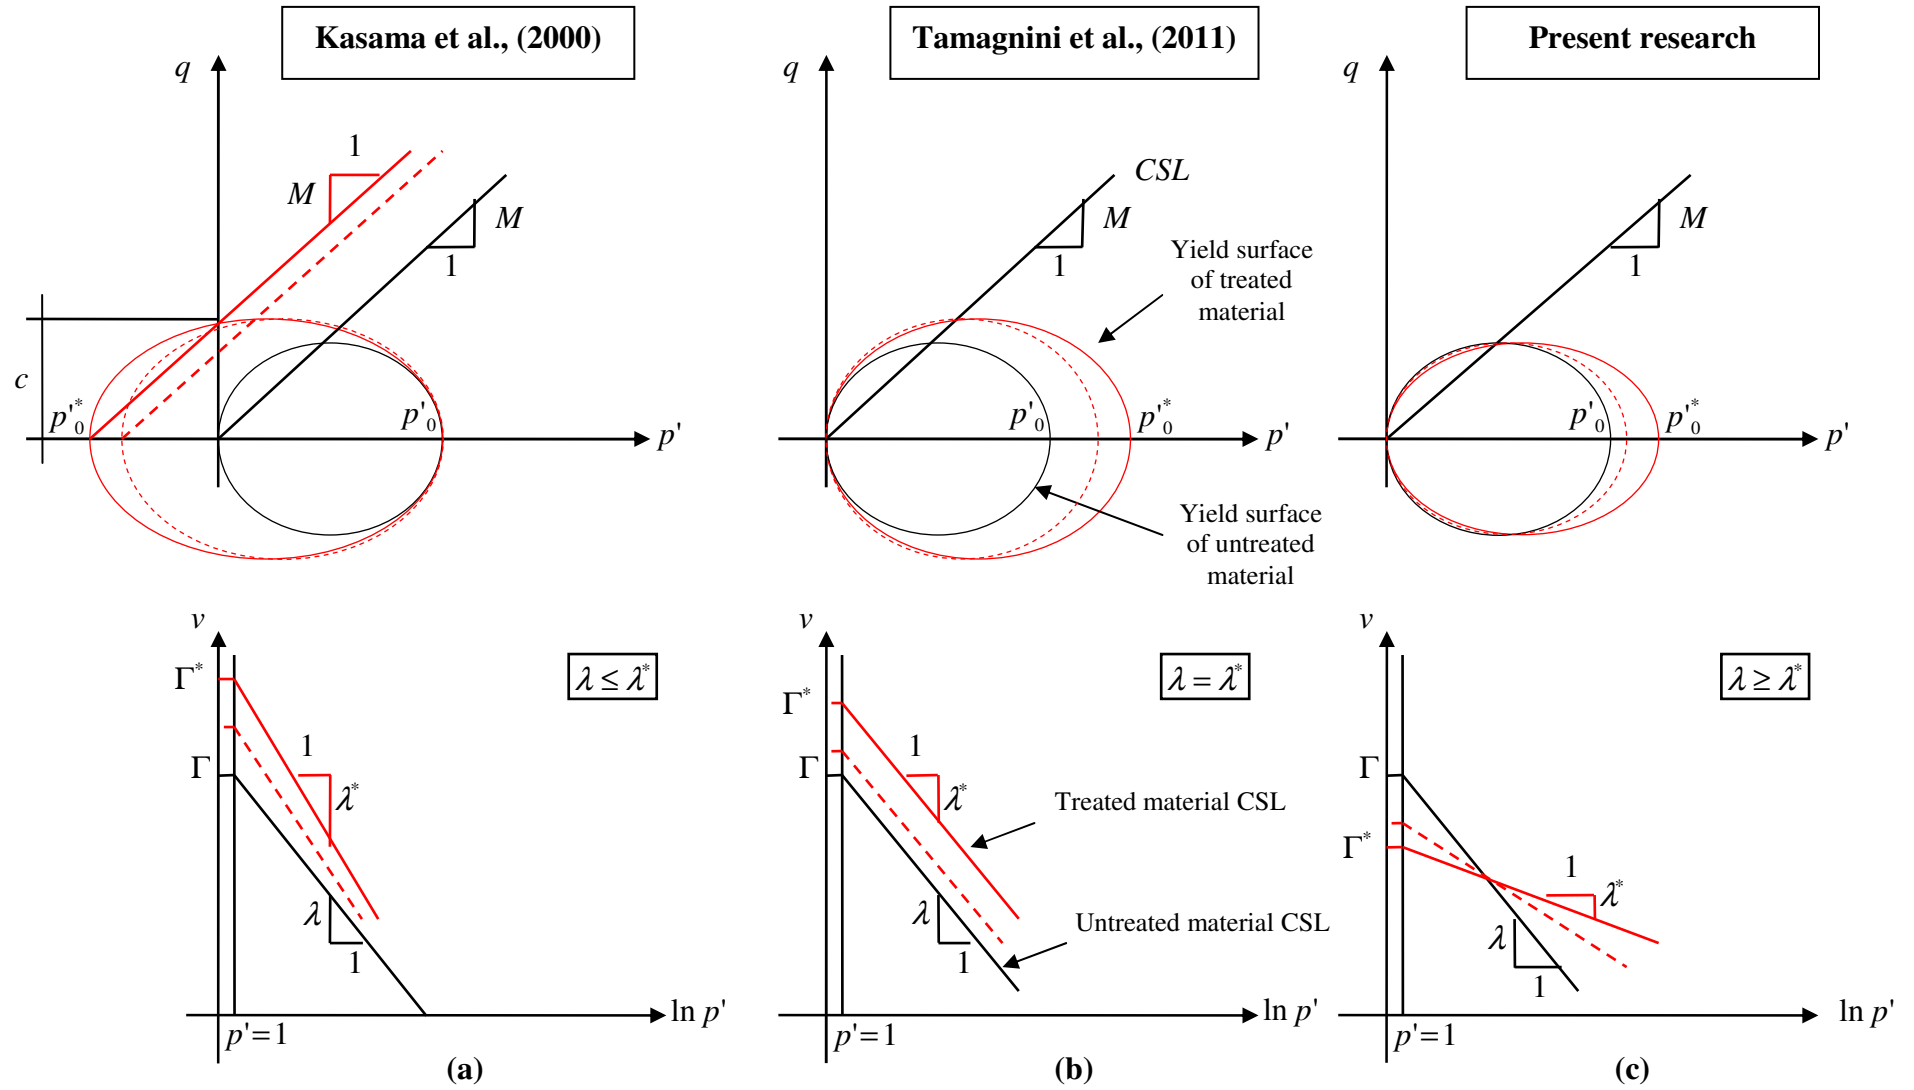 Kasama et al., (2000)
q
1
M
M
1
c
p'*0
p'0
p'
Tamagnini et al., (2011)
q
CSL
M
1
Yield surface
of treated
material
p'0
p'*0
p'
Yield surface
of untreated
material
Present research
q
M
1
p'0
p'*0
p'
v
λ ≤ λ*
Γ*
1
Γ
λ*
λ
1
ln p'
p'=1
(a)
v
λ = λ*
Γ*
1
Γ
λ*
Treated material CSL
λ
Untreated material CSL
1
ln p'
p'=1
(b)
v
λ ≥ λ*
Γ
Γ*
1
λ*
λ
1
ln p'
p'=1
(c)